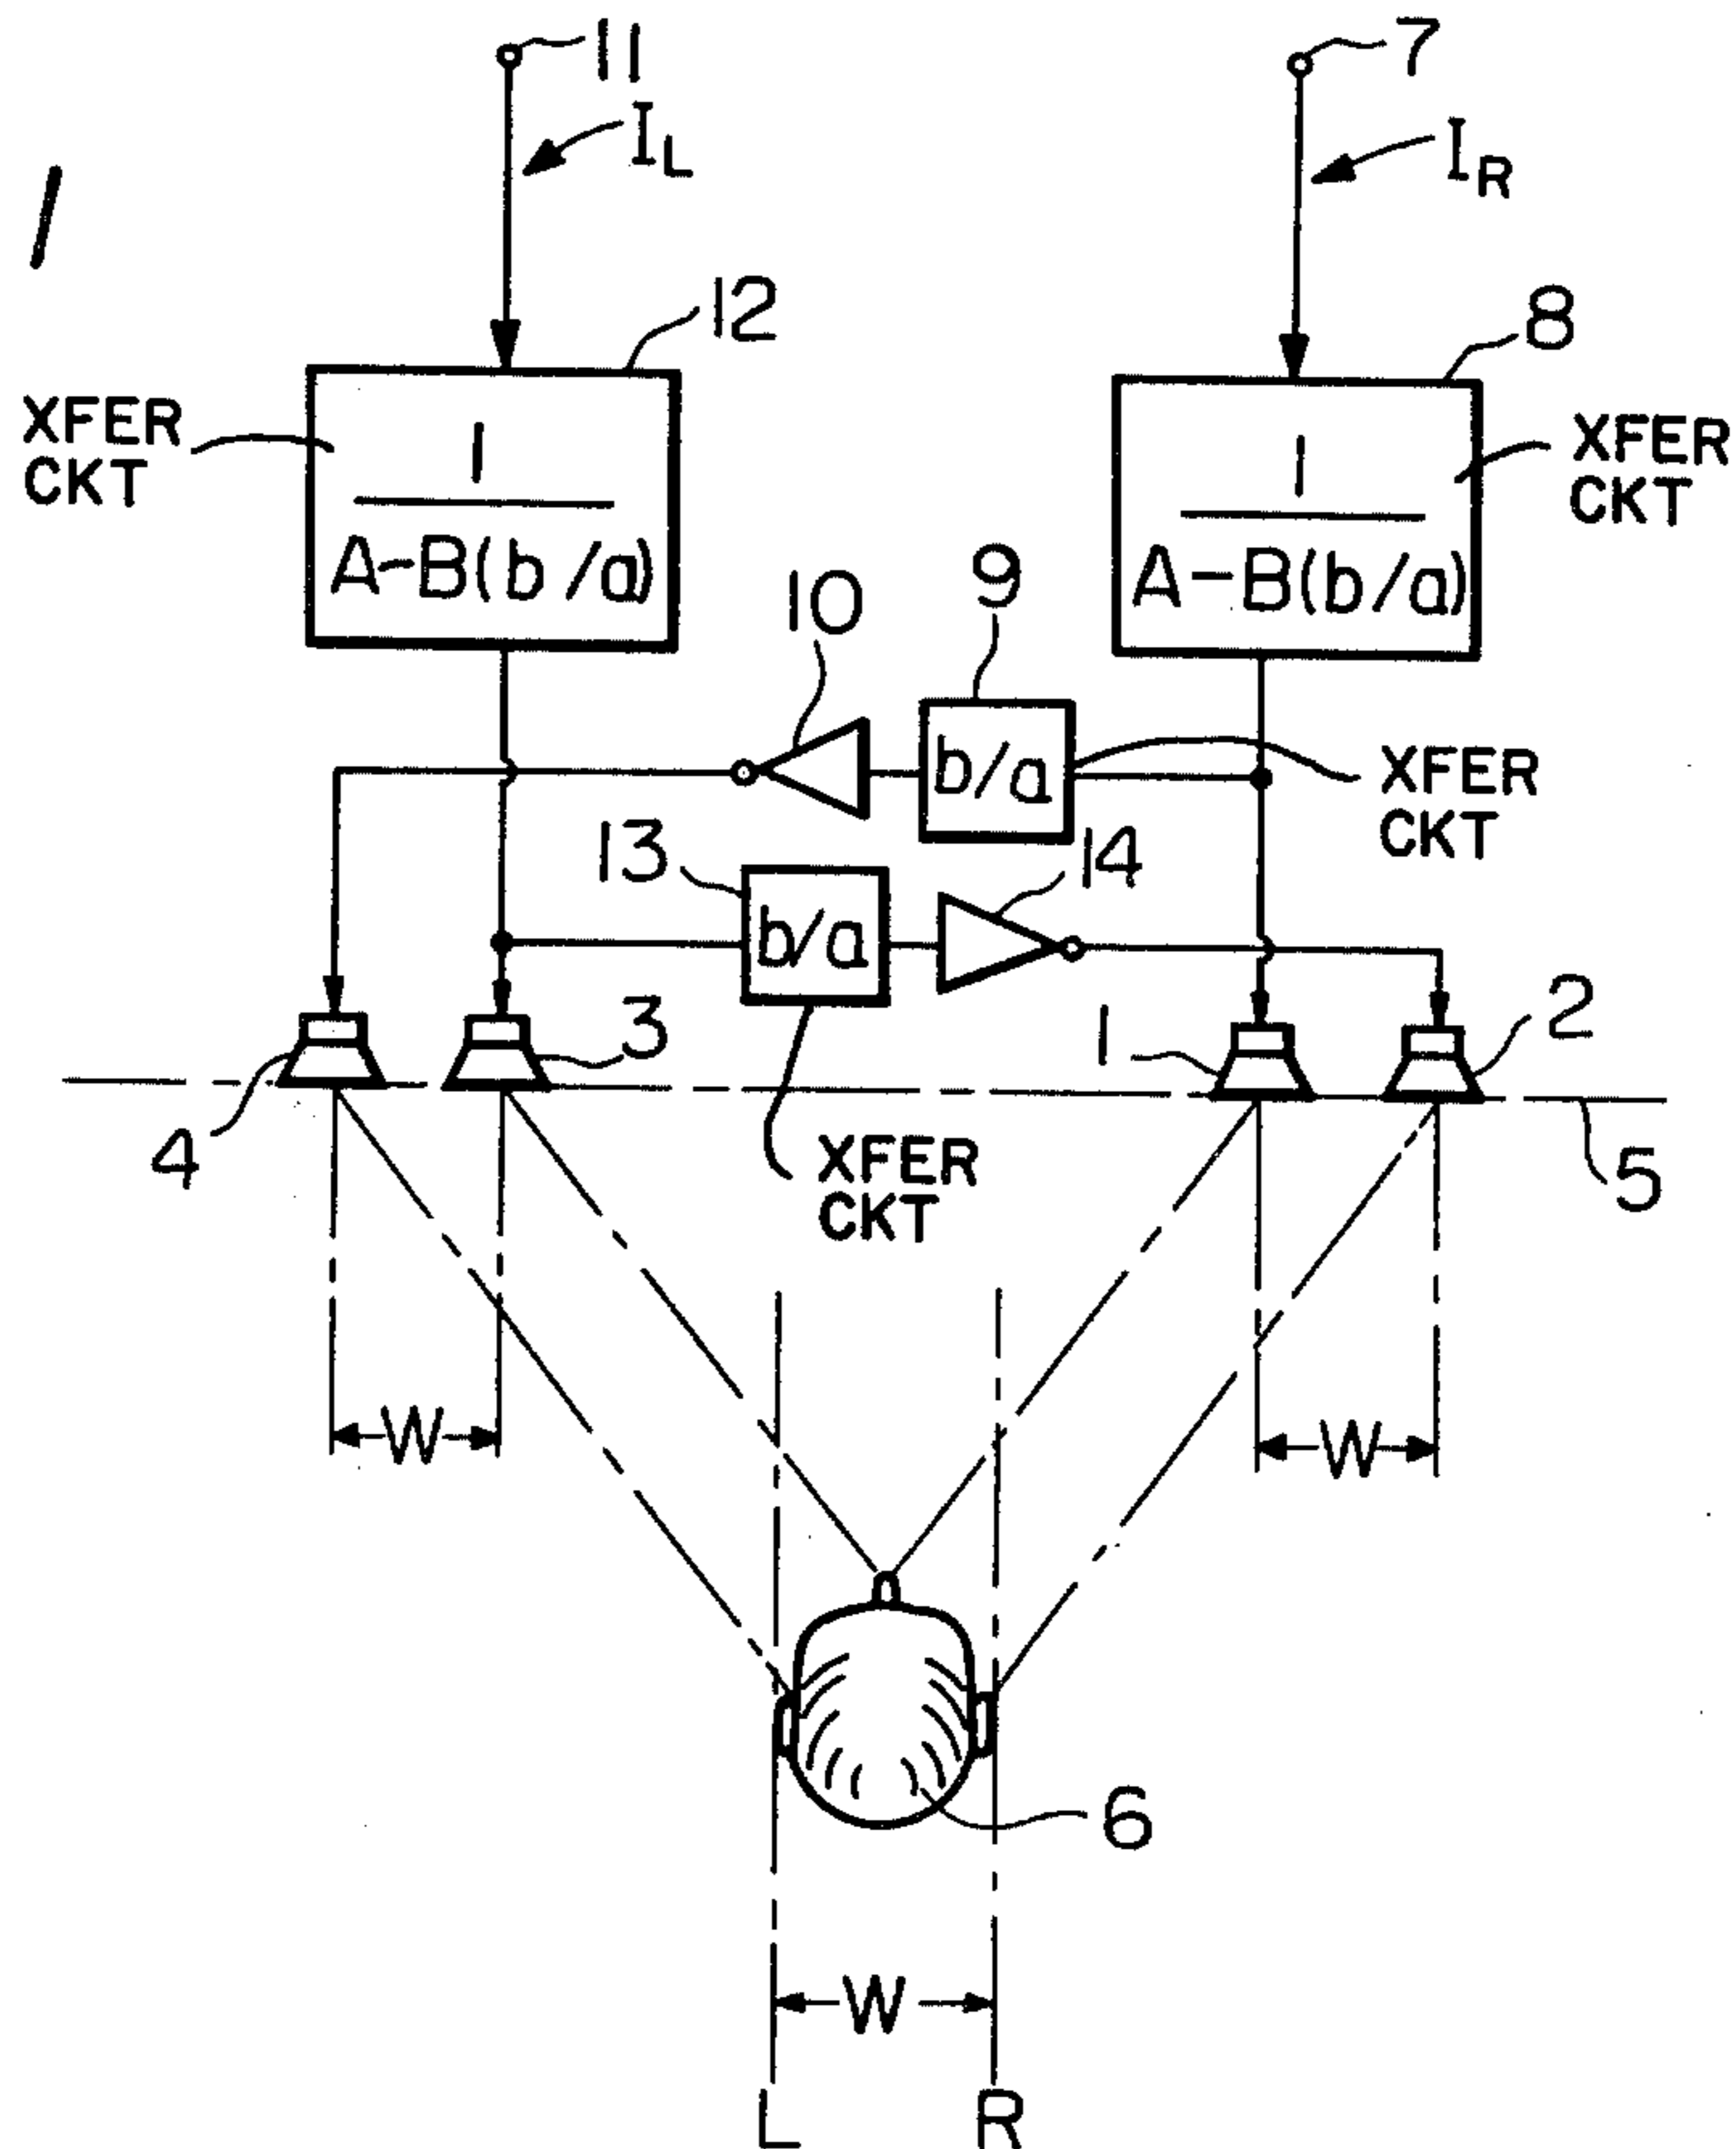 11
7
I_L
I_R
1
12
8
XFER
CKT
1
A-B(b/a)
1
A-B(b/a)
XFER
CKT
10
9
b/a
XFER
CKT
13
b/a
14
4
3
1
2
XFER
CKT
5
W
W
6
W
L
R